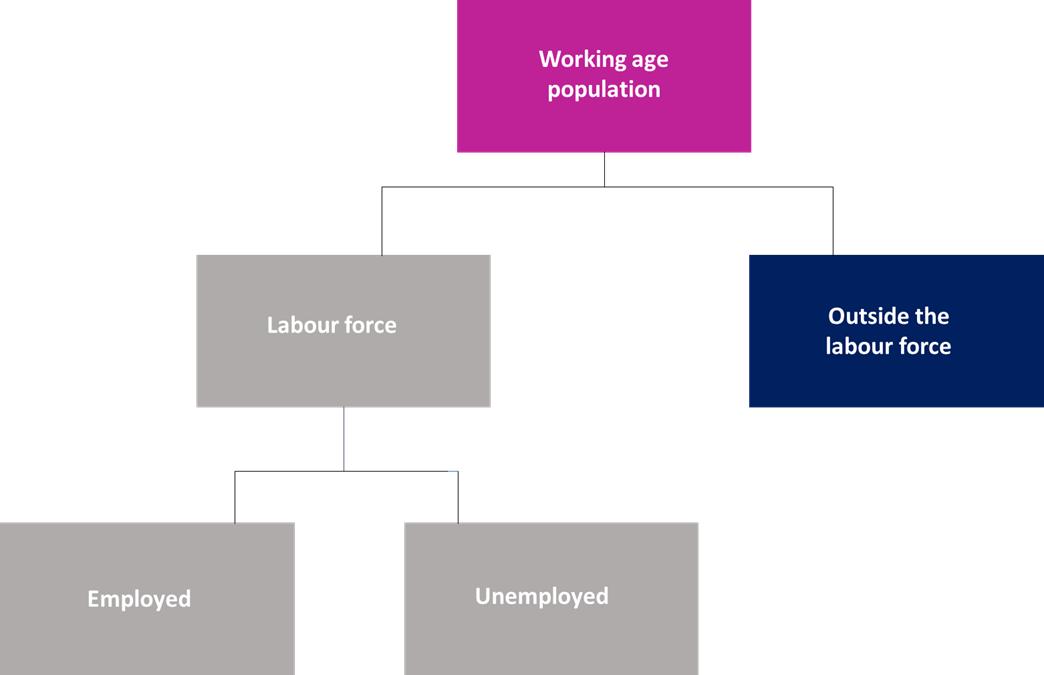 Working age
population
Labour force
Outside the
labour force
Employed
Unemployed